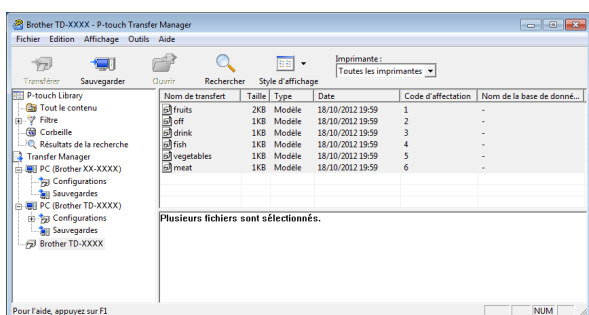 Brother TD-XXXX - P-touch Transfer Manager
Fichier Edition Affichage Outils Aide
Transférer Sauvegarder Ouvrir Rechercher Style d'affichage
Imprimante :
Toutes les imprimantes
P-touch Library
Tout le contenu
Filtre
Corbeille
Résultats de la recherche
Transfer Manager
PC (Brother XX-XXXX)
Configurations
Sauvegardes
PC (Brother TD-XXXX)
Configurations
Sauvegardes
Brother TD-XXXX
Nom de transfert Taille Type Date Code d'affectation Nom de la base de donné...
fruits 2KB Modèle 18/10/2012 19:59 1 -
off 1KB Modèle 18/10/2012 19:59 2 -
drink 1KB Modèle 18/10/2012 19:59 3 -
fish 1KB Modèle 18/10/2012 19:59 4 -
vegetables 1KB Modèle 18/10/2012 19:59 5 -
meat 1KB Modèle 18/10/2012 19:59 6 -
Plusieurs fichiers sont sélectionnés.
Pour l'aide, appuyez sur F1
NUM